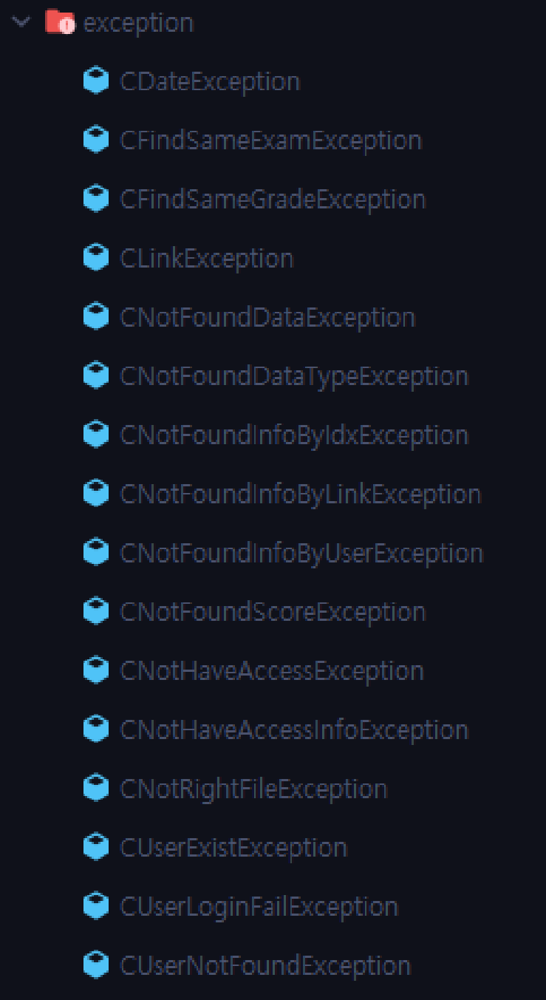 exception
CDateException
CFindSameExamException
CFindSameGradeException
CLinkException
CNotFoundDataException
CNotFoundDataTypeException
CNotFoundInfoByIdxException
CNotFoundInfoByLinkException
CNotFoundInfoByUserException
CNotFoundScoreException
CNotHaveAccessException
CNotHaveAccessInfoException
CNotRightFileException
CUserExistException
CUserLoginFailException
CUserNotFoundException